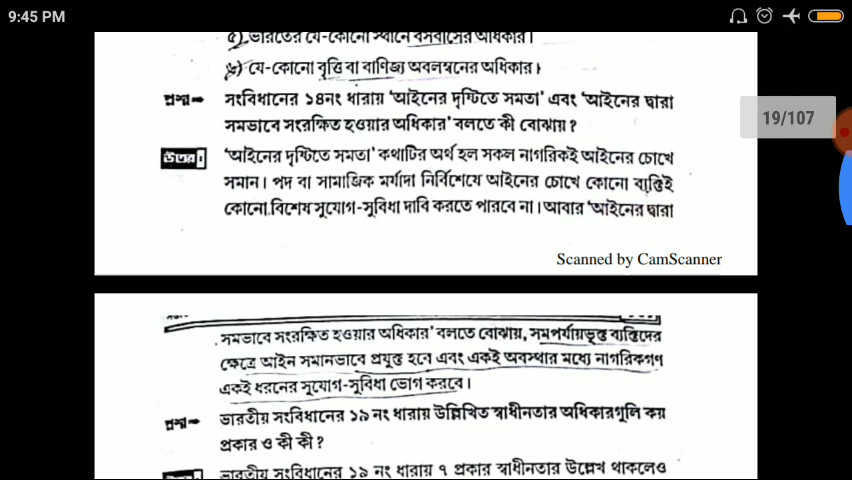 9:45 PM
৫) ভারতের যে-কোনো স্থানে বসবাসের অধিকার।
৬) যে-কোনো বৃত্তি বা বাণিজ্য অবলম্বনের অধিকার।
প্রশ্ন সংবিধানের ১৪নং ধারায় ‘আইনের দৃষ্টিতে সমতা’ এবং ‘আইনের দ্বারা
সমভাবে সংরক্ষিত হওয়ার অধিকার’ বলতে কী বোঝায় ?
19/107
উত্তর। ‘আইনের দৃষ্টিতে সমতা’ কথাটির অর্থ হল সকল নাগরিকই আইনের চোখে
সমান। পদ বা সামাজিক মর্যাদা নির্বিশেষে আইনের চোখে কোনো ব্যক্তিই
কোনো বিশেষ সুযোগ-সুবিধা দাবি করতে পারবে না। আবার ‘আইনের দ্বারা
Scanned by CamScanner
সমভাবে সংরক্ষিত হওয়ার অধিকার’ বলতে বোঝায়, সমপর্যায়ভুক্ত ব্যক্তিদের
ক্ষেত্রে আইন সমানভাবে প্রযুক্ত হবে এবং একই অবস্থার মধ্যে নাগরিকগণ
একই ধরনের সুযোগ-সুবিধা ভোগ করবে।
প্রশ্ন ভারতীয় সংবিধানের ১৯ নং ধারায় উল্লিখিত স্বাধীনতার অধিকারগুলি কয়
প্রকার ও কী কী ?
ভারতীয় সংবিধানের ১৯ নং ধারায় ৭ প্রকার স্বাধীনতার উল্লেখ থাকলেও